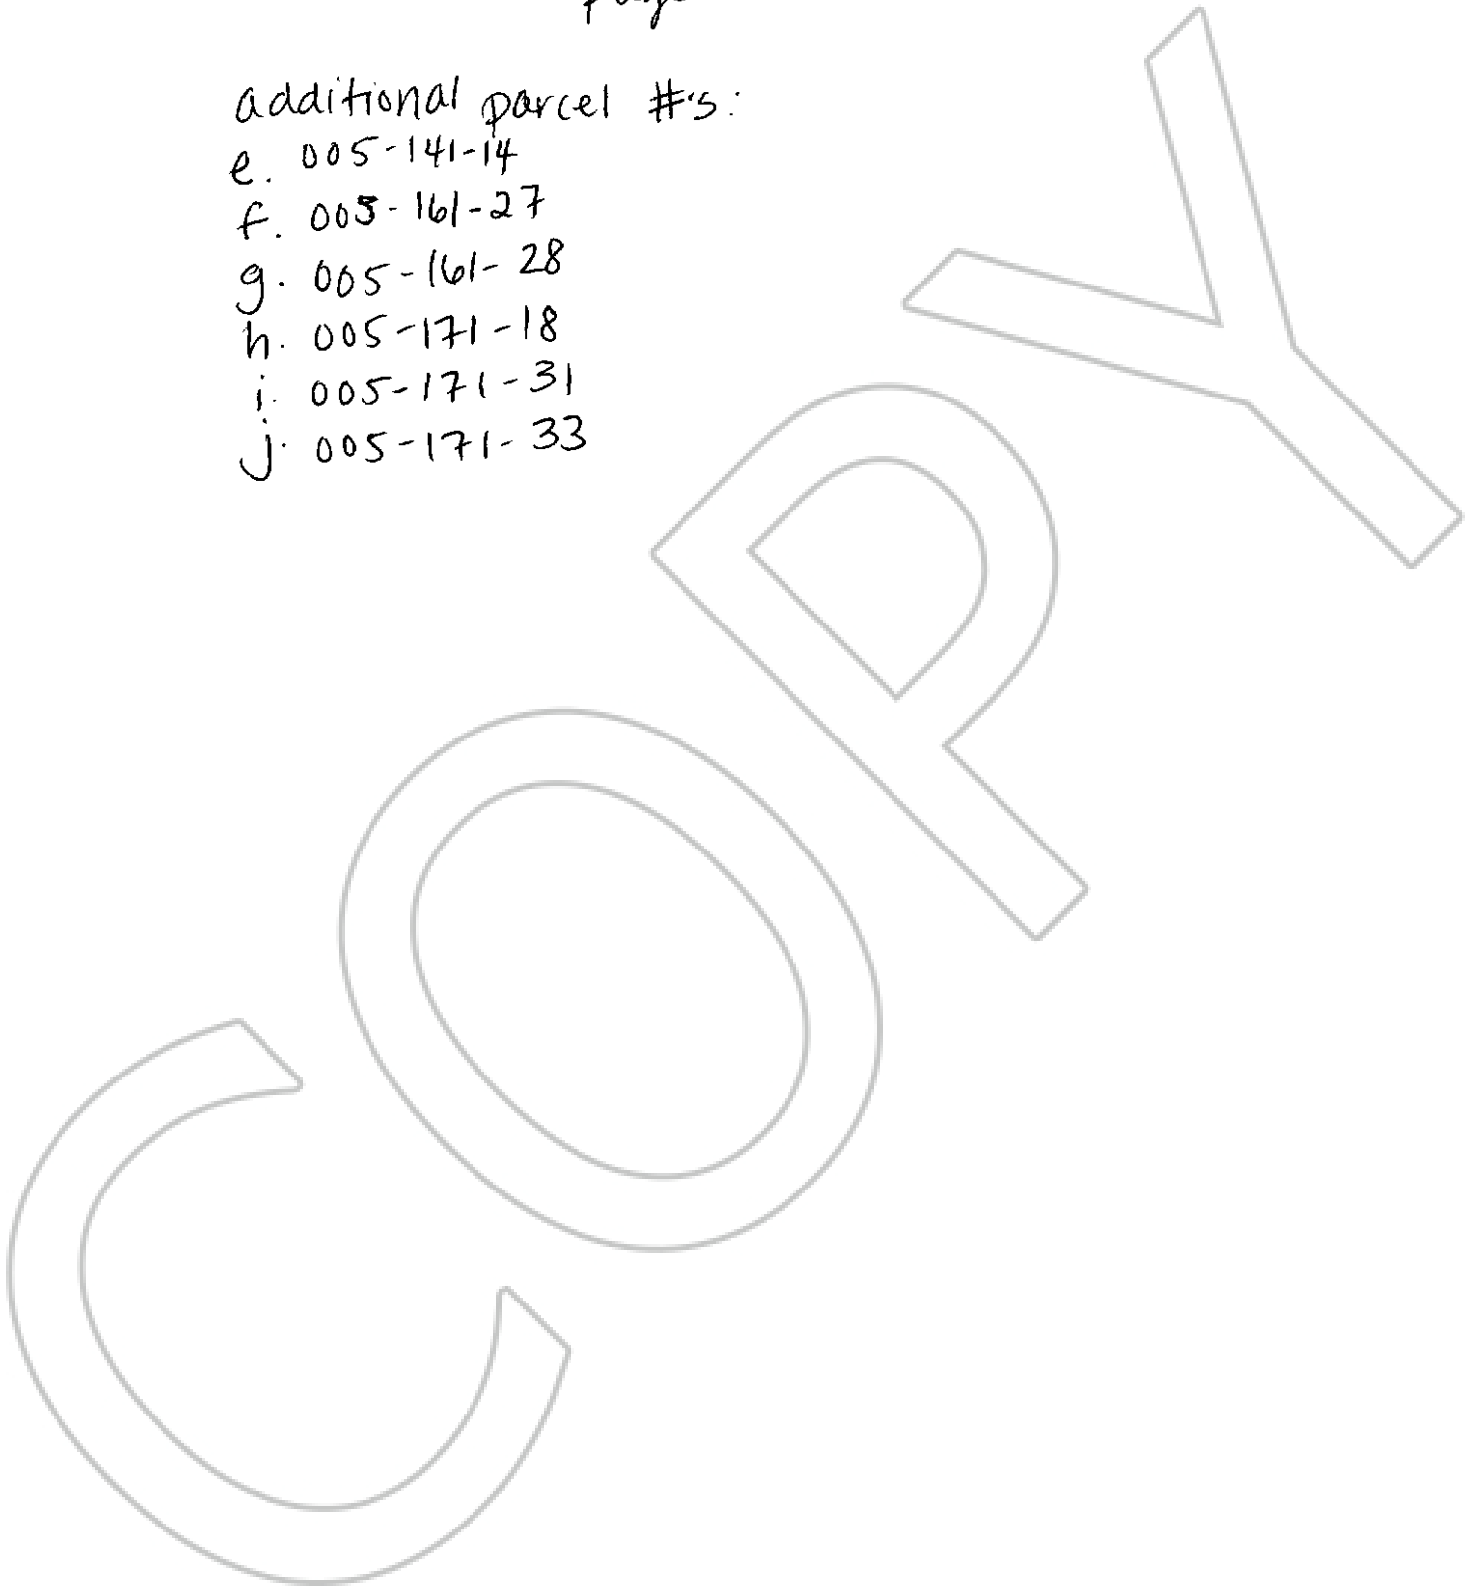 additional parcel #'s:
e. 005-141-14
f. 005-161-27
g. 005-161-28
h. 005-171-18
i. 005-171-31
j. 005-171-33
COPY